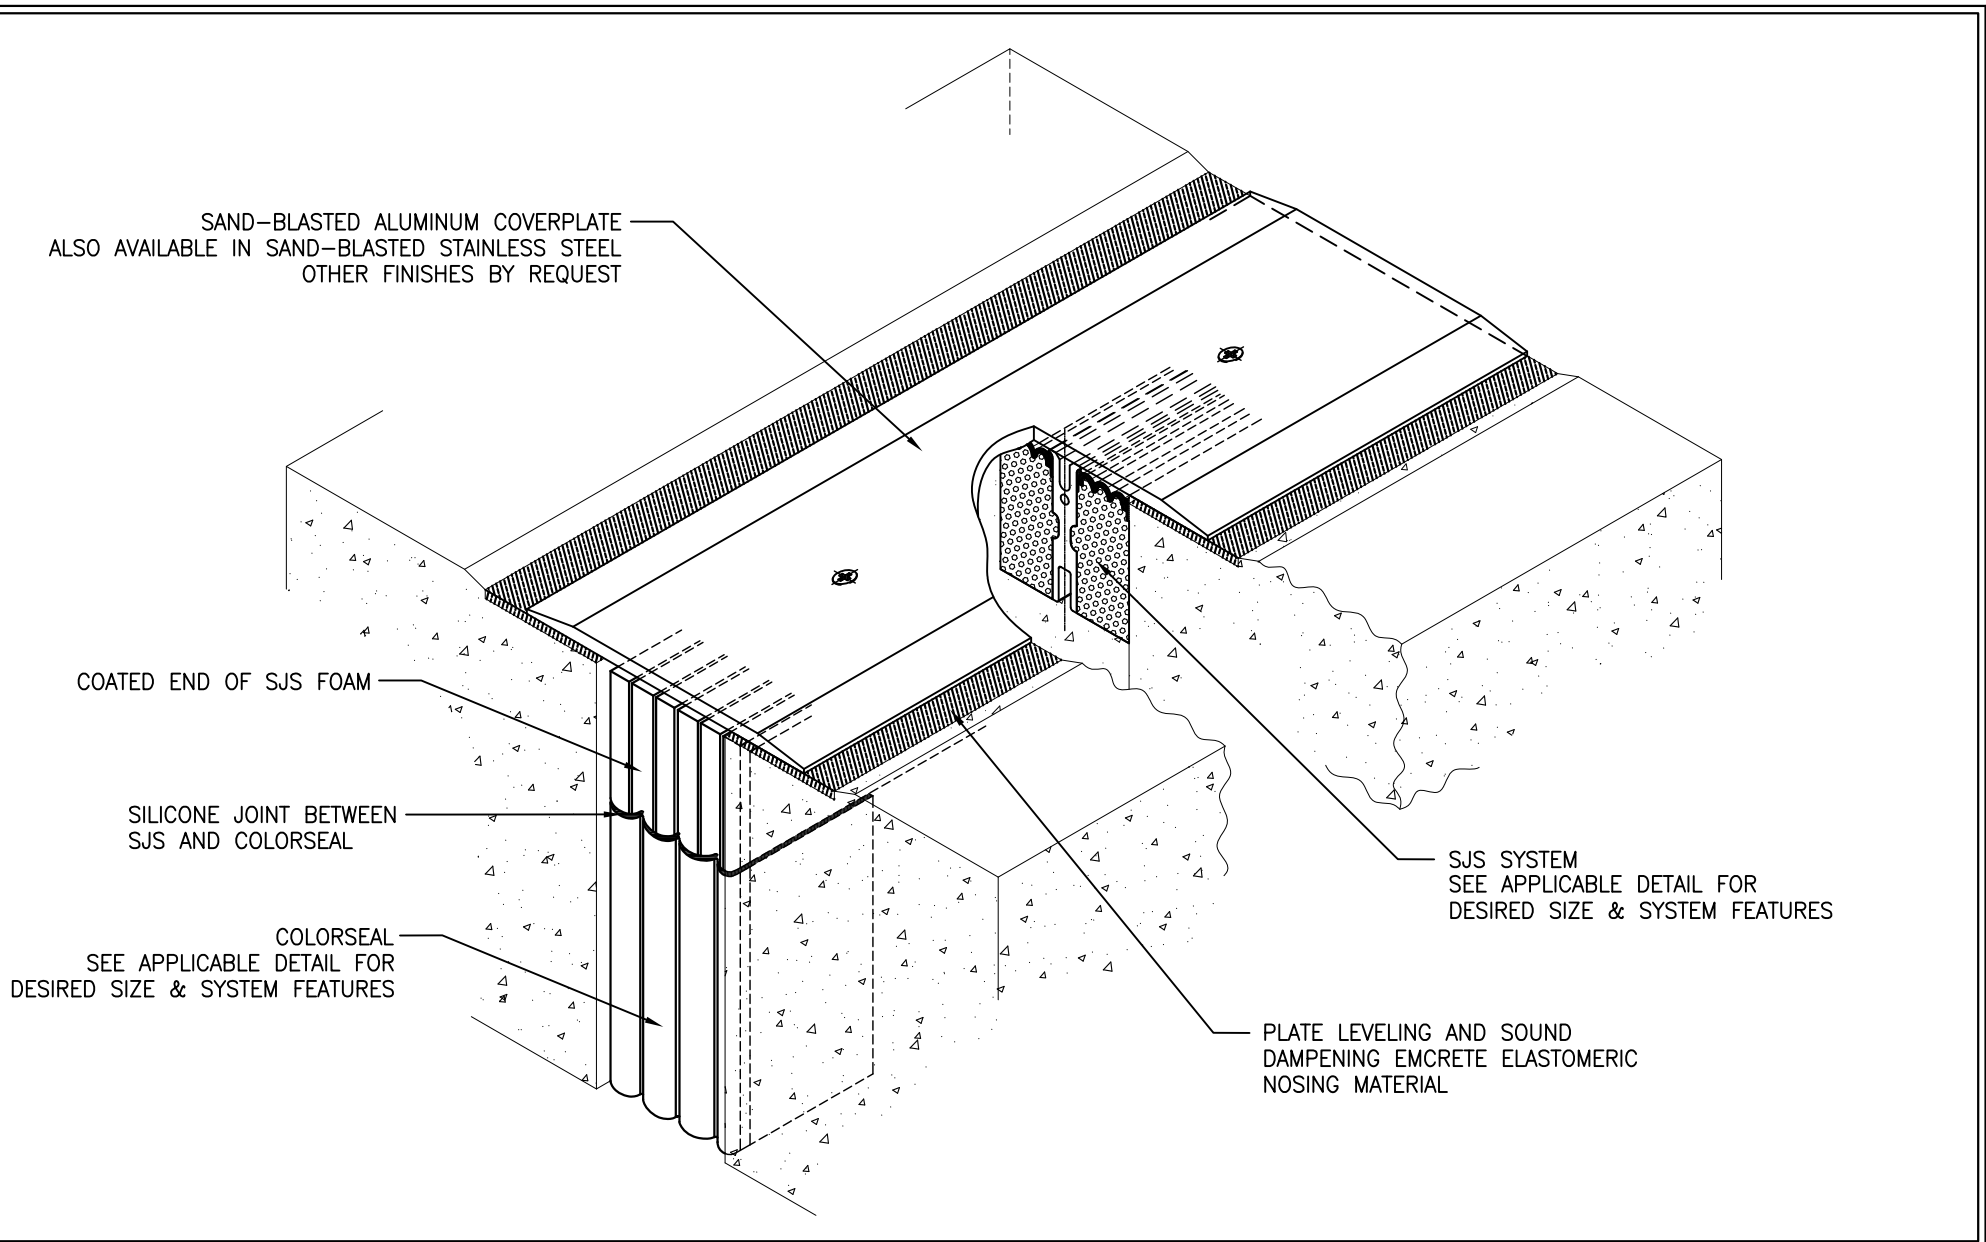 SAND-BLASTED ALUMINUM COVERPLATE
ALSO AVAILABLE IN SAND-BLASTED STAINLESS STEEL
OTHER FINISHES BY REQUEST
COATED END OF SJS FOAM
SILICONE JOINT BETWEEN
SJS AND COLORSEAL
COLORSEAL
SEE APPLICABLE DETAIL FOR
DESIRED SIZE & SYSTEM FEATURES
SJS SYSTEM
SEE APPLICABLE DETAIL FOR
DESIRED SIZE & SYSTEM FEATURES
PLATE LEVELING AND SOUND
DAMPENING EMCRETE ELASTOMERIC
NOSING MATERIAL